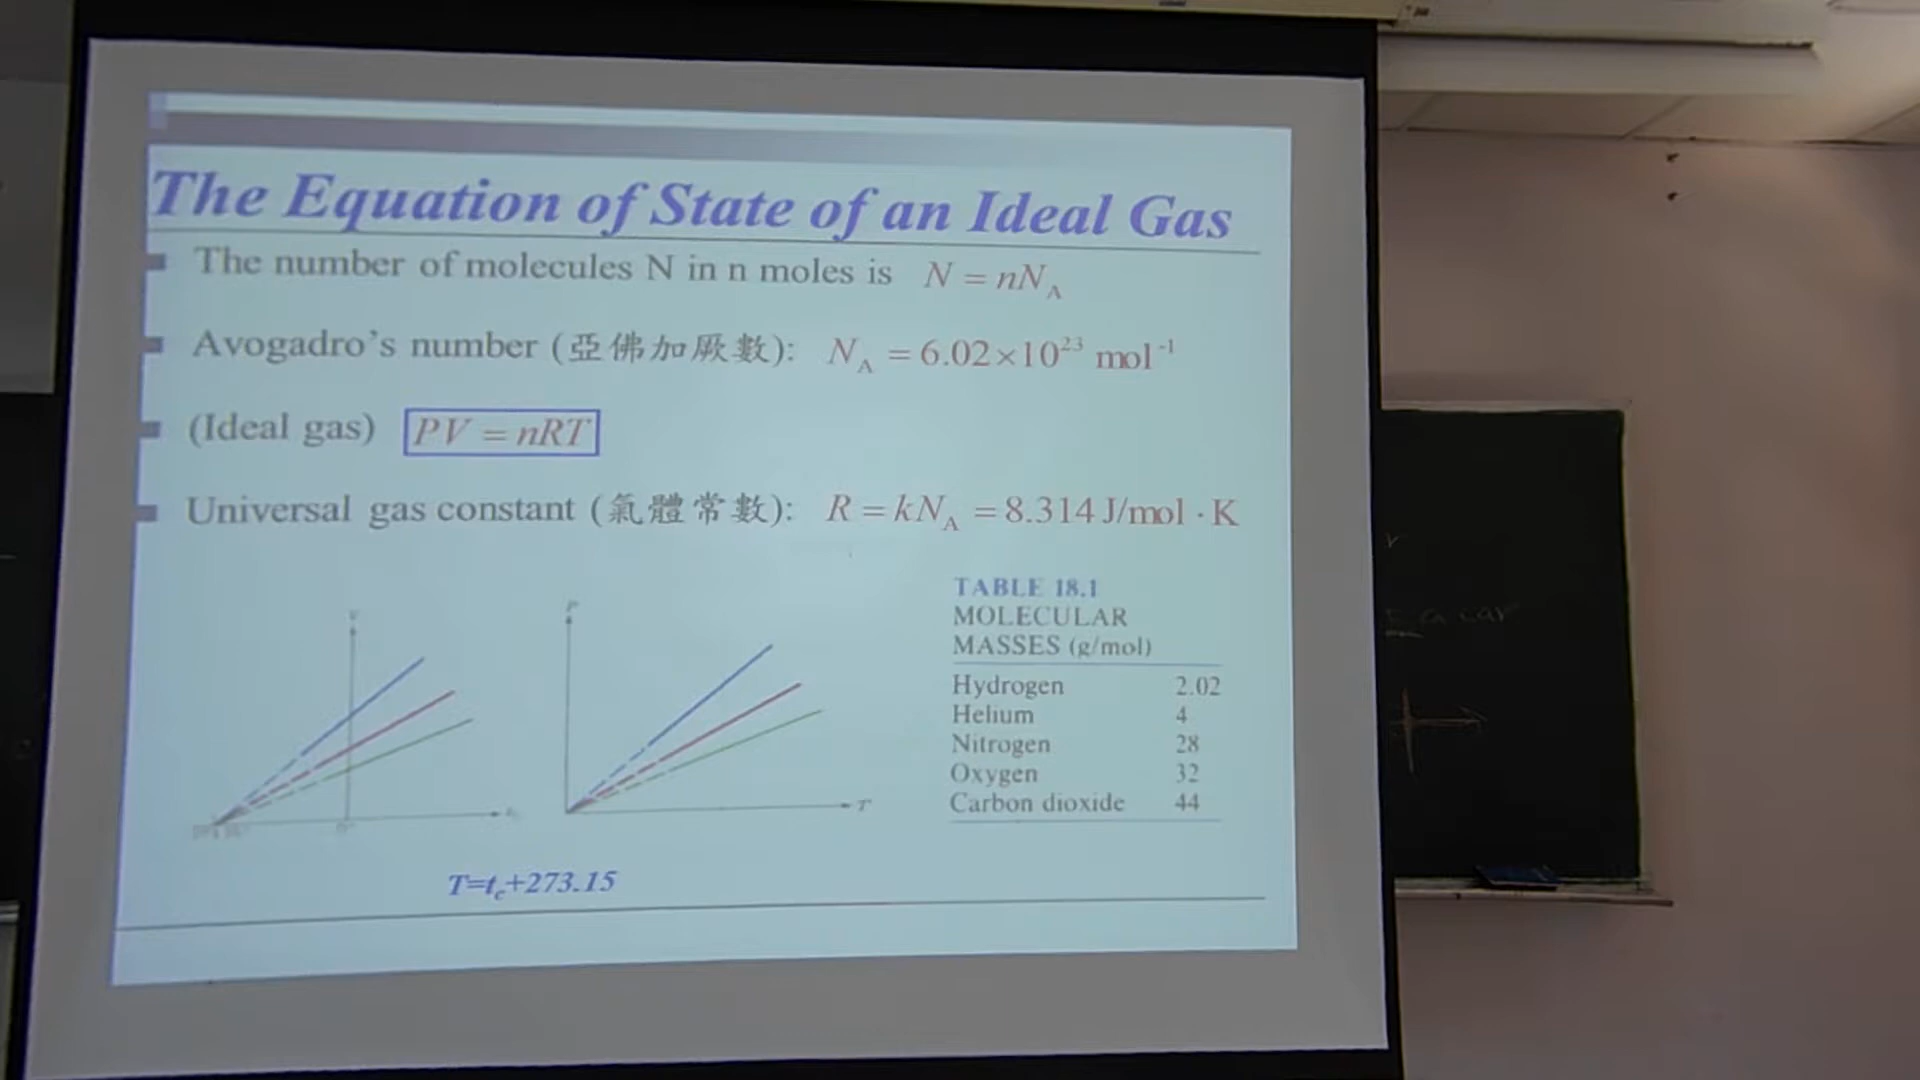 The Equation of State of an Ideal Gas
The number of molecules N in n moles is N = nN_A
Avogadro's number (亞佛加厥數): N_A = 6.02×10²³ mol⁻¹
(Ideal gas) PV = nRT
Universal gas constant (氣體常數): R = kN_A = 8.314 J/mol · K
P
T
TABLE 18.1
MOLECULAR
MASSES (g/mol)
Hydrogen 2.02
Helium 4
Nitrogen 28
Oxygen 32
Carbon dioxide 44
T=t_c+273.15